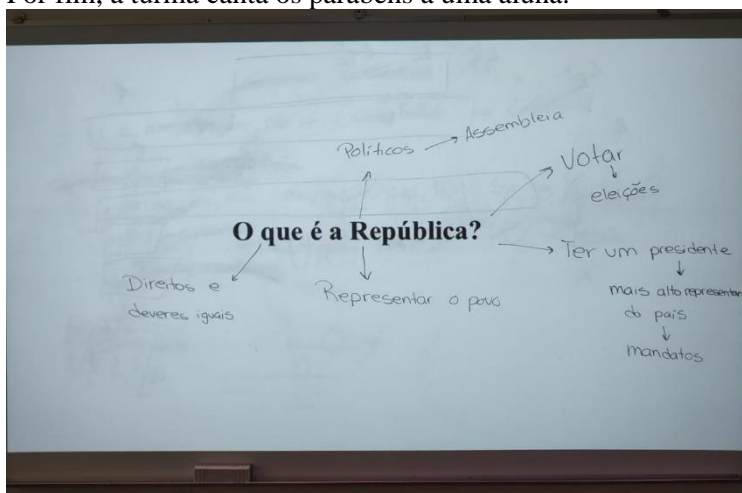 Por fim, a turma canta os parabéns a uma aluna.
Políticos → Assembleia
Votar
↓
eleições
O que é a República?
Ter um presidente
↓
mais alto representan
do país
↓
mandatos
Direitos e
deveres iguais
Representar o povo